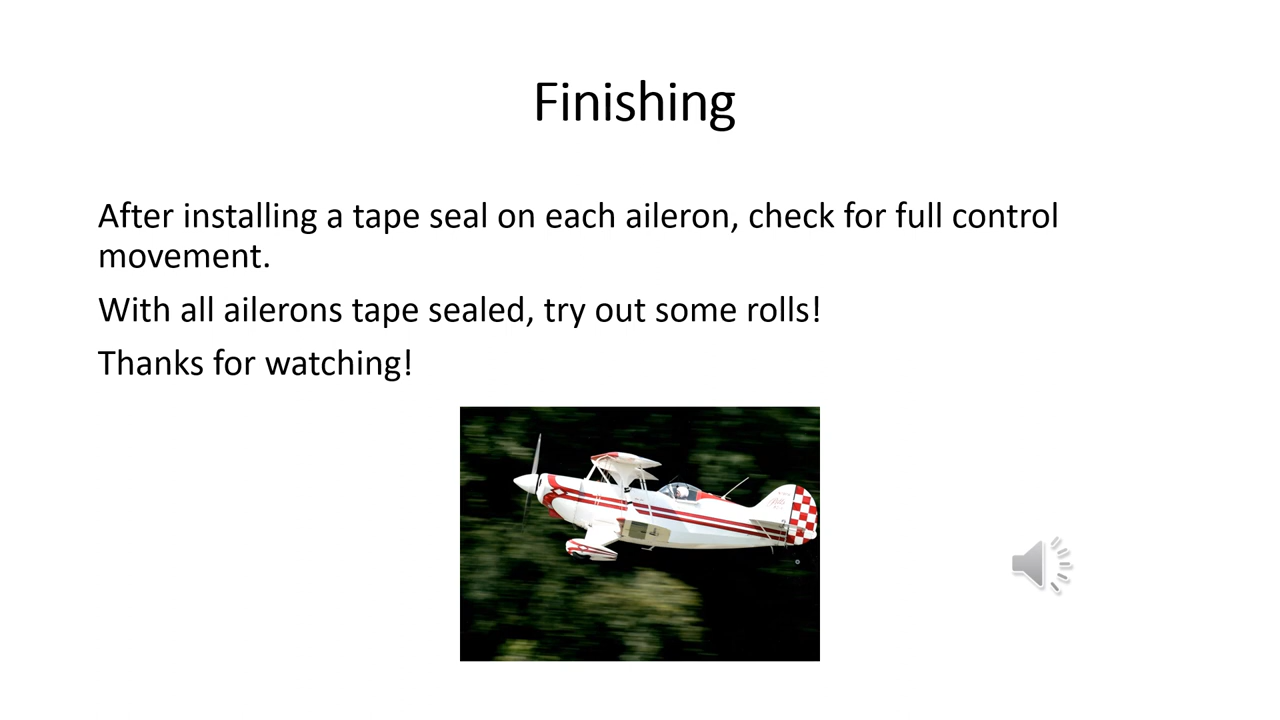 Finishing
After installing a tape seal on each aileron, check for full control
movement.
With all ailerons tape sealed, try out some rolls!
Thanks for watching!